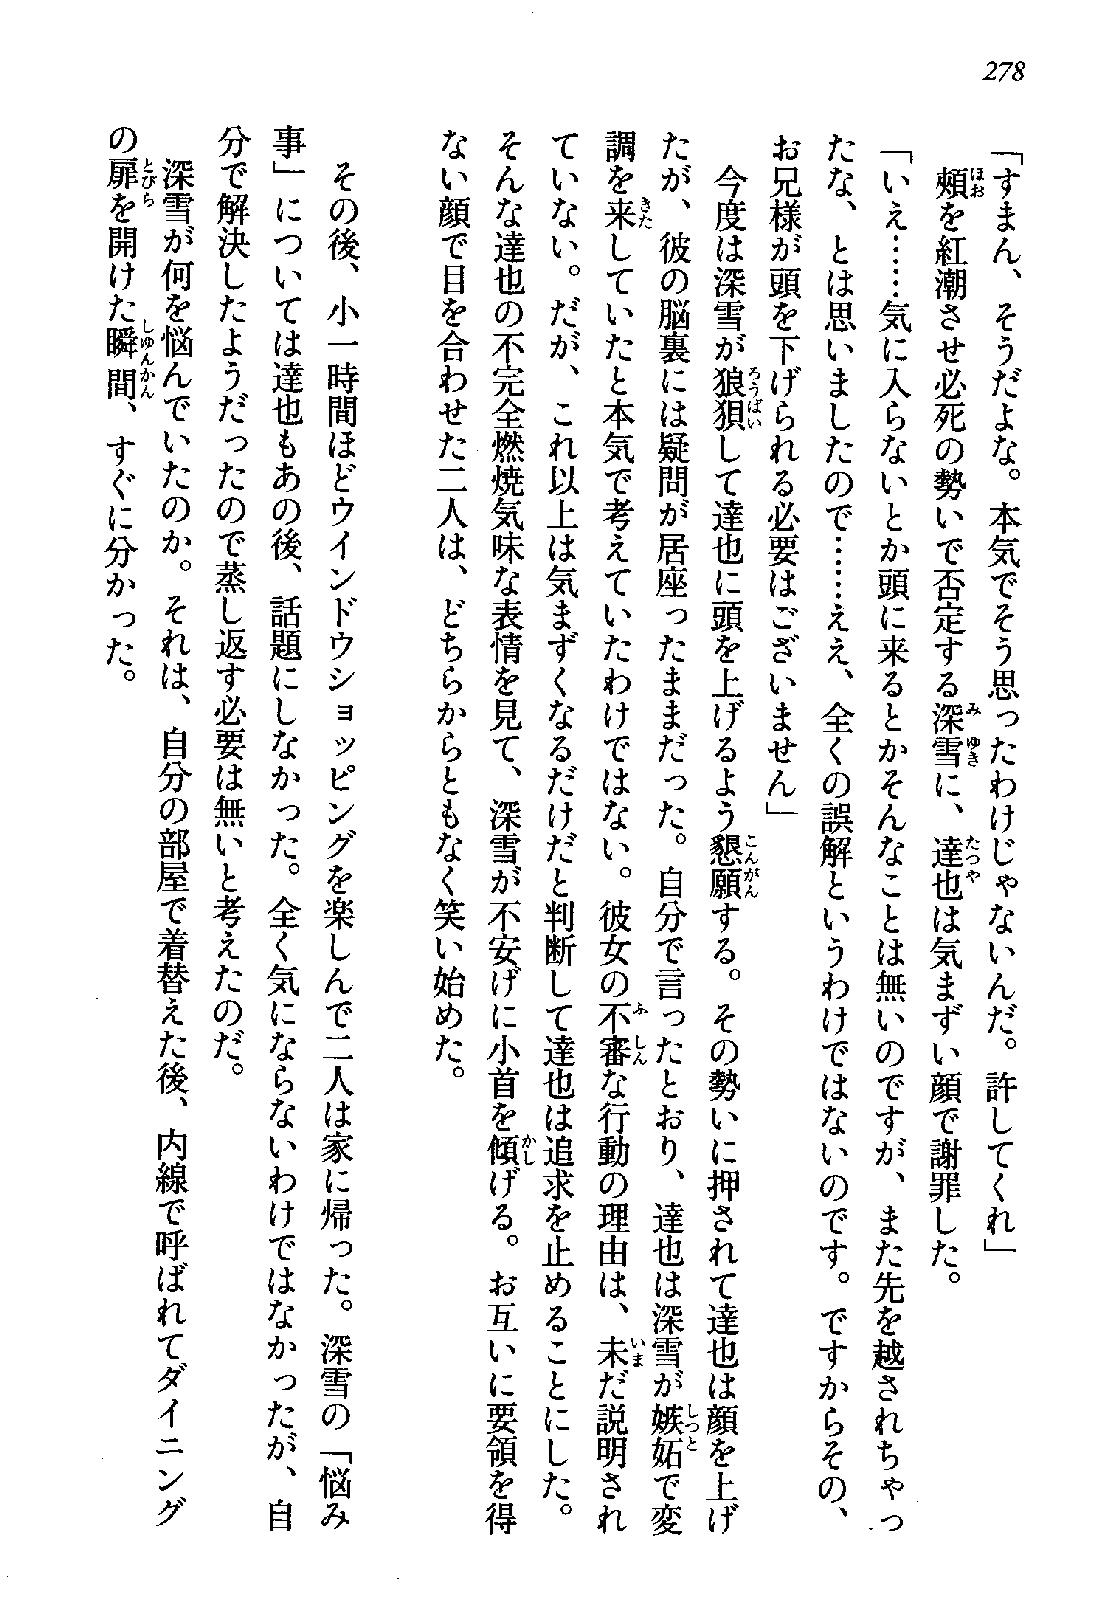 278
「すまん、そうだよな。本気でそう思ったわけじゃないんだ。許してくれ」
頰を紅潮させ必死の勢いで否定する深雪に、達也は気まずい顔で謝罪した。
「いえ……気に入らないとか頭に来るとかそんなことは無いのですが、また先を越されちゃっ
たな、とは思いましたので……ええ、全くの誤解というわけではないのです。ですからその、
お兄様が頭を下げられる必要はございません」
今度は深雪が狼狽して達也に頭を上げるよう懇願する。その勢いに押されて達也は顔を上げ
たが、彼の脳裏には疑問が居座ったままだった。自分で言ったとおり、達也は深雪が嫉妬で変
調を来していたと本気で考えていたわけではない。彼女の不審な行動の理由は、未だ説明され
ていない。だが、これ以上は気まずくなるだけだと判断して達也は追求を止めることにした。
そんな達也の不完全燃焼気味な表情を見て、深雪が不安げに小首を傾げる。お互いに要領を得
ない顔で目を合わせた二人は、どちらからともなく笑い始めた。
その後、小一時間ほどウインドウショッピングを楽しんで二人は家に帰った。深雪の「悩み
事」については達也もあの後、話題にしなかった。全く気にならないわけではなかったが、自
分で解決したようだったので蒸し返す必要は無いと考えたのだ。
深雪が何を悩んでいたのか。それは、自分の部屋で着替えた後、内線で呼ばれてダイニング
の扉を開けた瞬間、すぐに分かった。